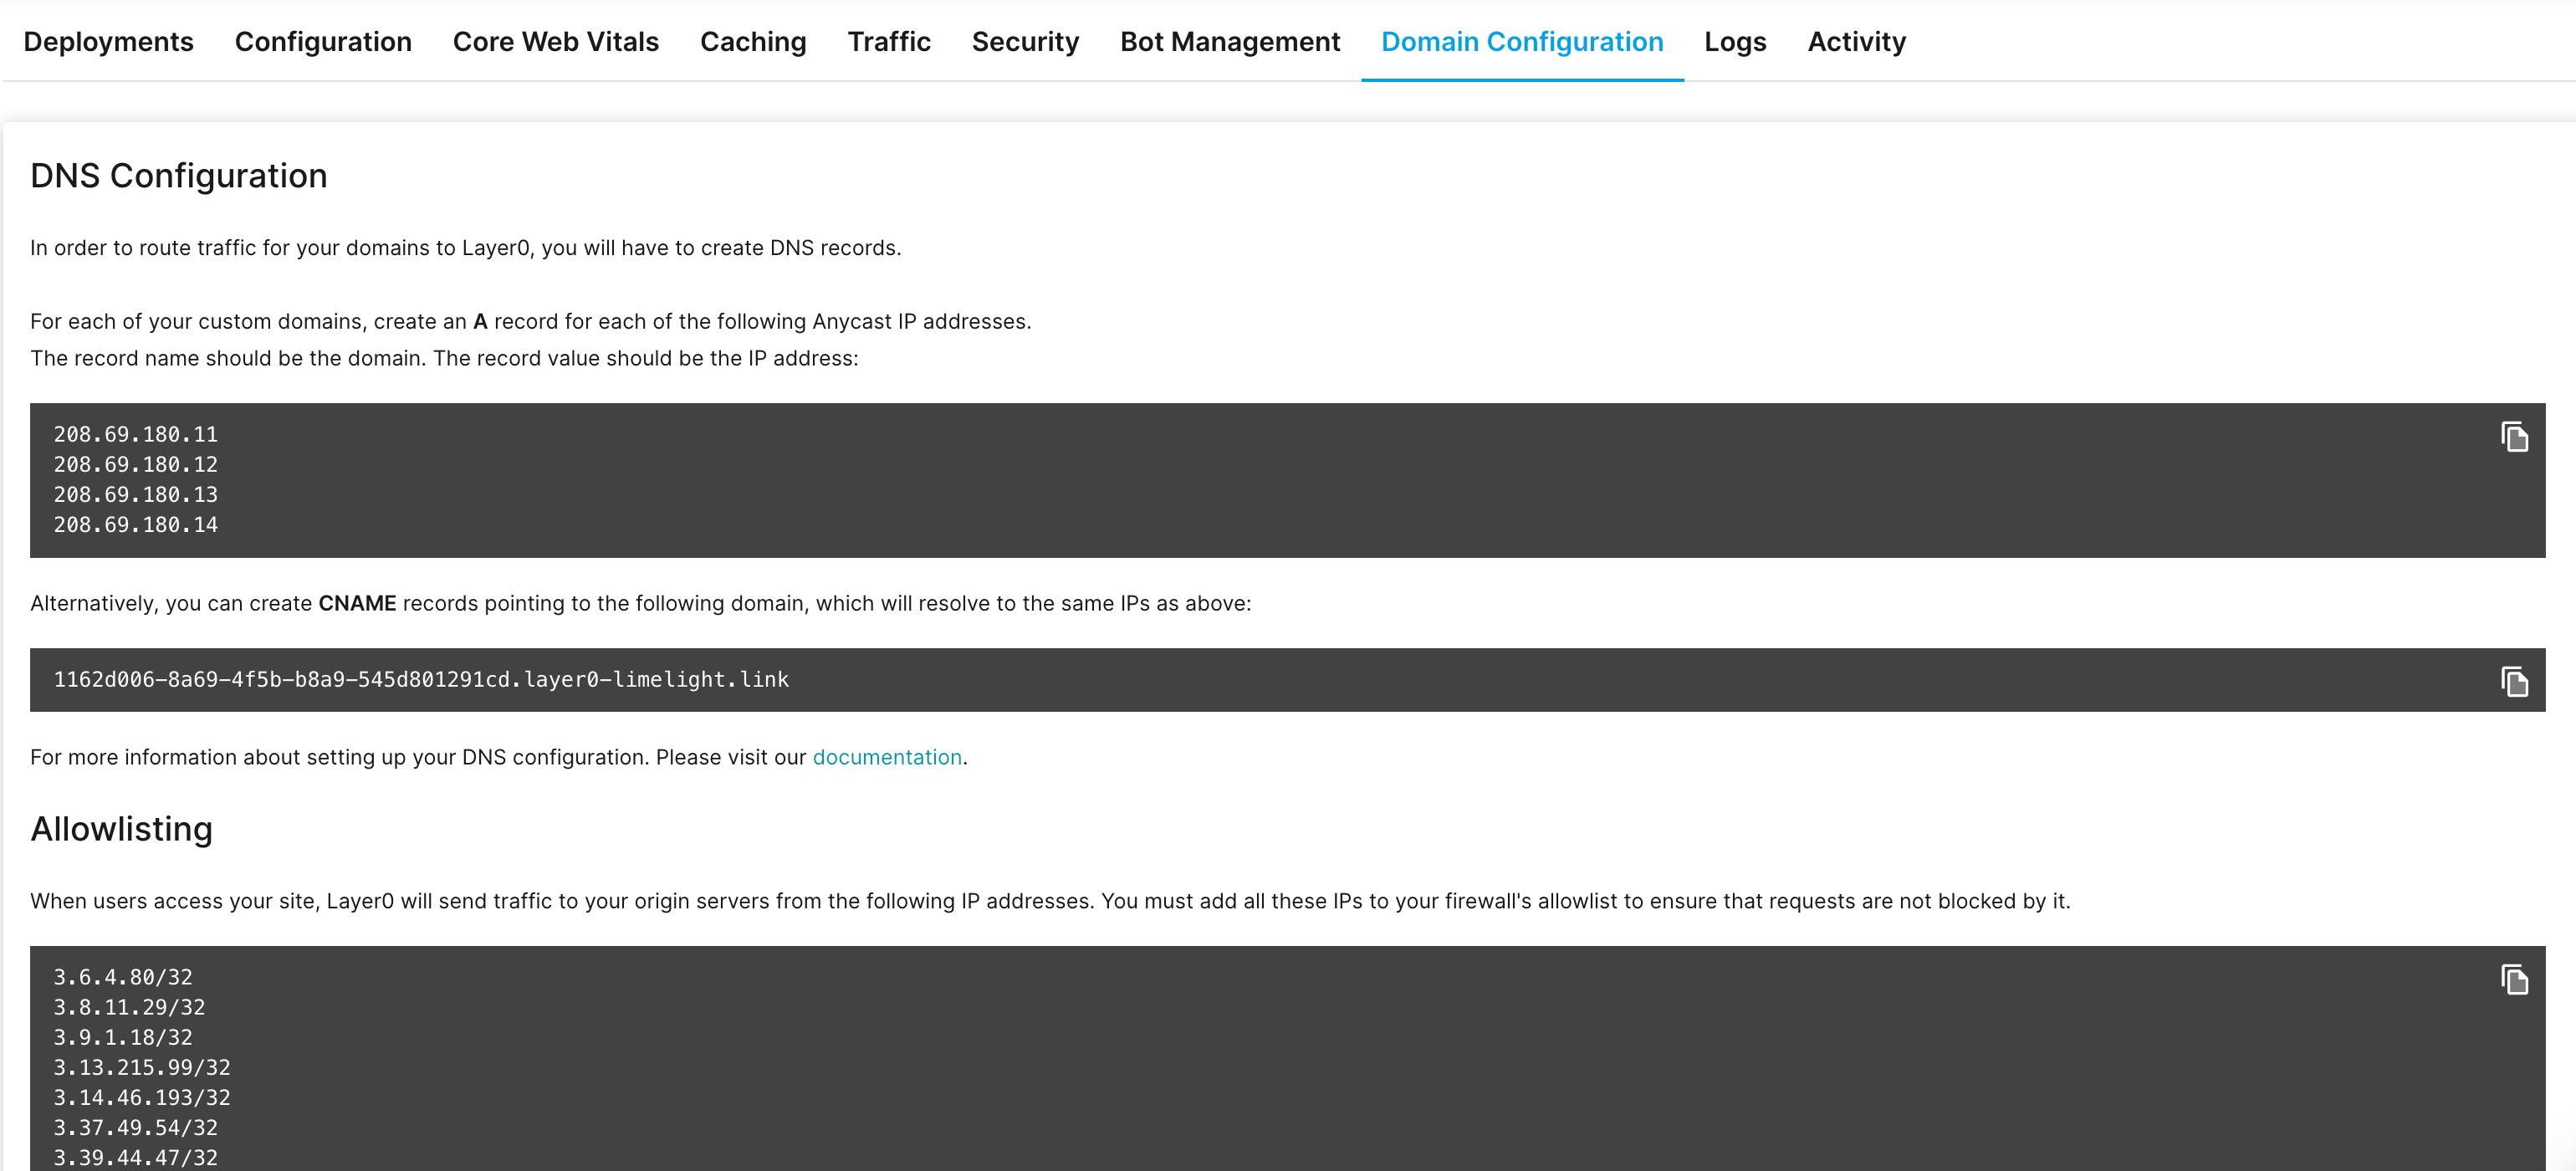 Deployments Configuration Core Web Vitals Caching Traffic Security Bot Management Domain Configuration Logs Activity
DNS Configuration
In order to route traffic for your domains to Layer0, you will have to create DNS records.
For each of your custom domains, create an A record for each of the following Anycast IP addresses.
The record name should be the domain. The record value should be the IP address:
208.69.180.11
208.69.180.12
208.69.180.13
208.69.180.14
Alternatively, you can create CNAME records pointing to the following domain, which will resolve to the same IPs as above:
1162d006-8a69-4f5b-b8a9-545d801291cd.layer0-limelight.link
For more information about setting up your DNS configuration. Please visit our documentation.
Allowlisting
When users access your site, Layer0 will send traffic to your origin servers from the following IP addresses. You must add all these IPs to your firewall's allowlist to ensure that requests are not blocked by it.
3.6.4.80/32
3.8.11.29/32
3.9.1.18/32
3.13.215.99/32
3.14.46.193/32
3.37.49.54/32
3.39.44.47/32